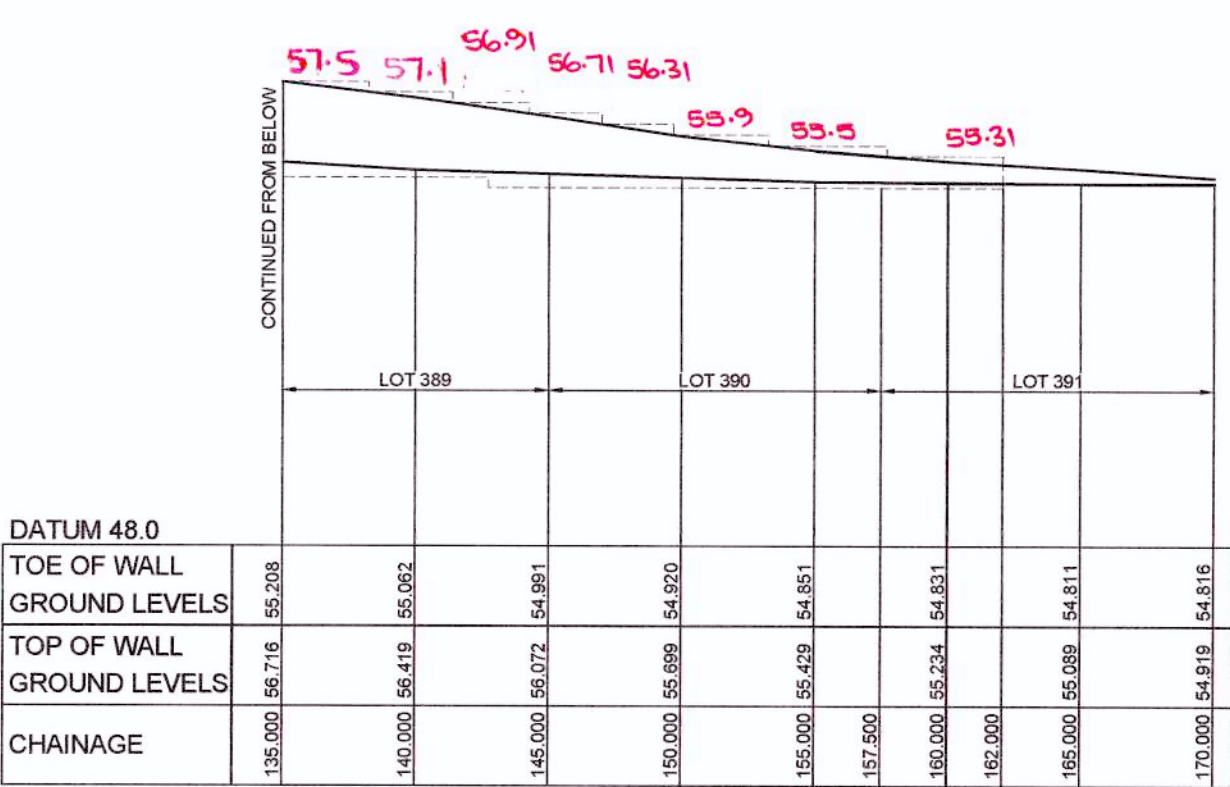 56.91
57.5 57.1 56.71 56.31
55.9 55.5 55.31
CONTINUED FROM BELOW
LOT 389 LOT 390 LOT 391
DATUM 48.0
TOE OF WALL
GROUND LEVELS 55.208 55.062 54.991 54.920 54.851 54.831 54.811 54.816
TOP OF WALL
GROUND LEVELS 56.716 56.419 56.072 55.699 55.429 55.234 55.089 54.919
CHAINAGE 135.000 140.000 145.000 150.000 155.000 157.500 160.000 162.000 165.000 170.000